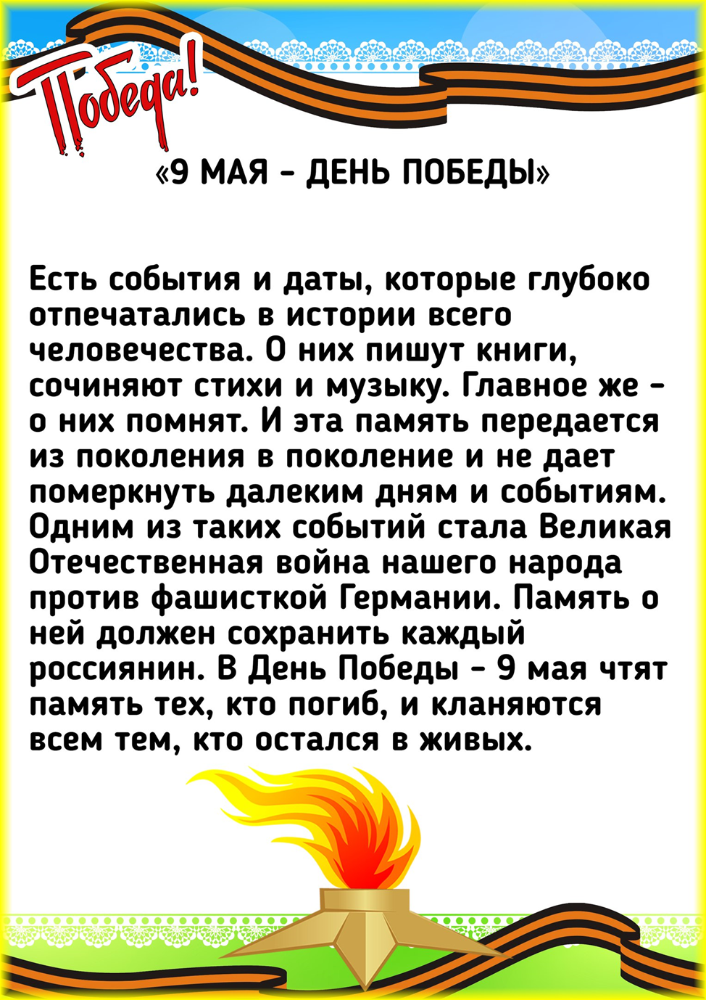 Победа!
«9 МАЯ – ДЕНЬ ПОБЕДЫ»
Есть события и даты, которые глубоко
отпечатались в истории всего
человечества. О них пишут книги,
сочиняют стихи и музыку. Главное же –
о них помнят. И эта память передается
из поколения в поколение и не дает
померкнуть далеким дням и событиям.
Одним из таких событий стала Великая
Отечественная война нашего народа
против фашисткой Германии. Память о
ней должен сохранить каждый
россиянин. В День Победы – 9 мая чтят
память тех, кто погиб, и кланяются
всем тем, кто остался в живых.